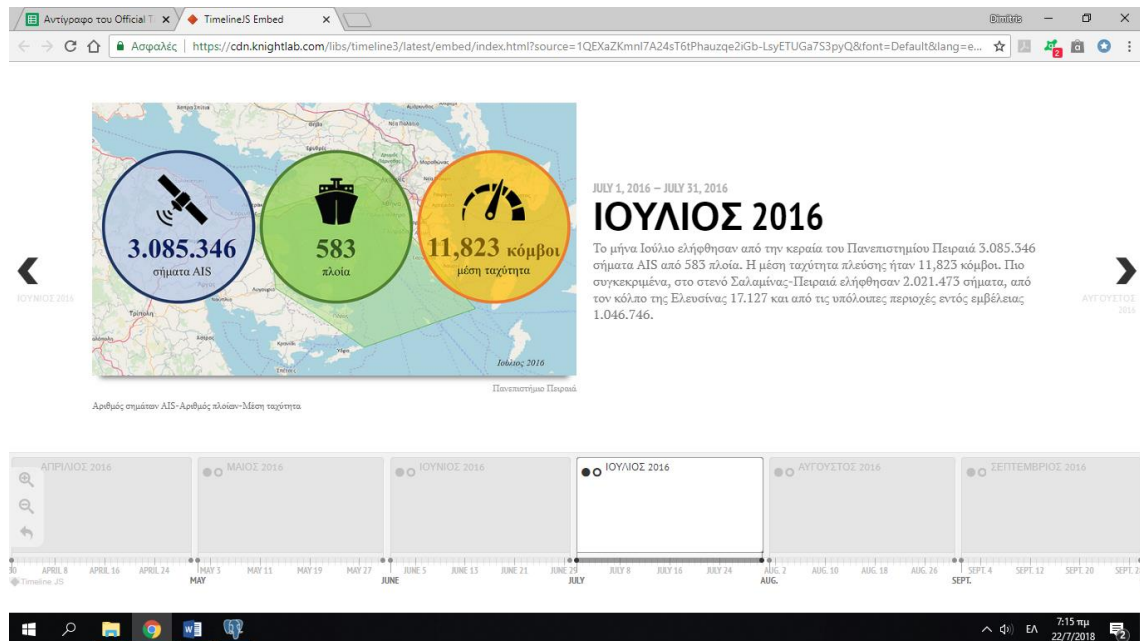 Αντίγραφο του Official T
TimelineJS Embed
Dimitris
Ασφαλές
https://cdn.knightlab.com/libs/timeline3/latest/embed/index.html?source=1QEXaZKmnI7A24sT6tPhauzqe2iGb-LsyETUGa7S3pyQ&font=Default&lang=e...
2
3.085.346
σήματα AIS
583
πλοία
11,823 κόμβοι
μέση ταχύτητα
Ιούλιος 2016
Πανεπιστήμιο Πειραιά
Αριθμός σημάτων AIS-Αριθμός πλοίων-Μέση ταχύτητα
JULY 1, 2016 – JULY 31, 2016
ΙΟΥΛΙΟΣ 2016
Το μήνα Ιούλιο ελήφθησαν από την κεραία του Πανεπιστημίου Πειραιά 3.085.346
σήματα AIS από 583 πλοία. Η μέση ταχύτητα πλεύσης ήταν 11,823 κόμβοι. Πιο
συγκεκριμένα, στο στενό Σαλαμίνας-Πειραιά ελήφθησαν 2.021.473 σήματα, από
τον κόλπο της Ελευσίνας 17.127 και από τις υπόλοιπες περιοχές εντός εμβέλειας
1.046.746.
ΙΟΥΝΙΟΣ 2016
ΑΥΓΟΥΣΤΟΣ
2016
ΑΠΡΙΛΙΟΣ 2016
ΜΑΙΟΣ 2016
ΙΟΥΝΙΟΣ 2016
ΙΟΥΛΙΟΣ 2016
ΑΥΓΟΥΣΤΟΣ 2016
ΣΕΠΤΕΜΒΡΙΟΣ 2016
APRIL 8 APRIL 16 APRIL 24 MAY 3 MAY 11 MAY 19 MAY 27 JUNE 5 JUNE 15 JUNE 21 JUNE 29 JULY 8 JULY 16 JULY 24 AUG. 2 AUG. 10 AUG. 18 AUG. 26 SEPT. 4 SEPT. 12 SEPT. 20 SEPT. 2
Timeline JS
MAY JUNE JULY AUG. SEPT.
ΕΛ
7:15 πμ
22/7/2018
2